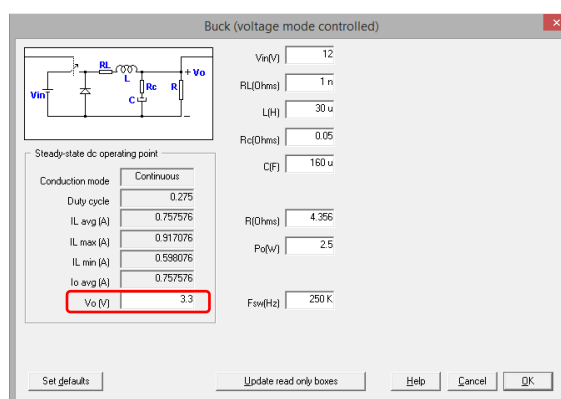 Buck (voltage mode controlled)
x
RL
L
+ Vo
Vin
Rc
R
C
-
Steady-state dc operating point
Conduction mode Continuous
Duty cycle 0.275
IL avg (A) 0.757576
IL max (A) 0.917076
IL min (A) 0.598076
Io avg (A) 0.757576
Vo (V) 3.3
Vin(V) 12
RL(Ohms) 1 n
L(H) 30 u
Rc(Ohms) 0.05
C(F) 160 u
R(Ohms) 4.356
Po(W) 2.5
Fsw(Hz) 250 K
Set defaults
Update read only boxes
Help
Cancel
OK